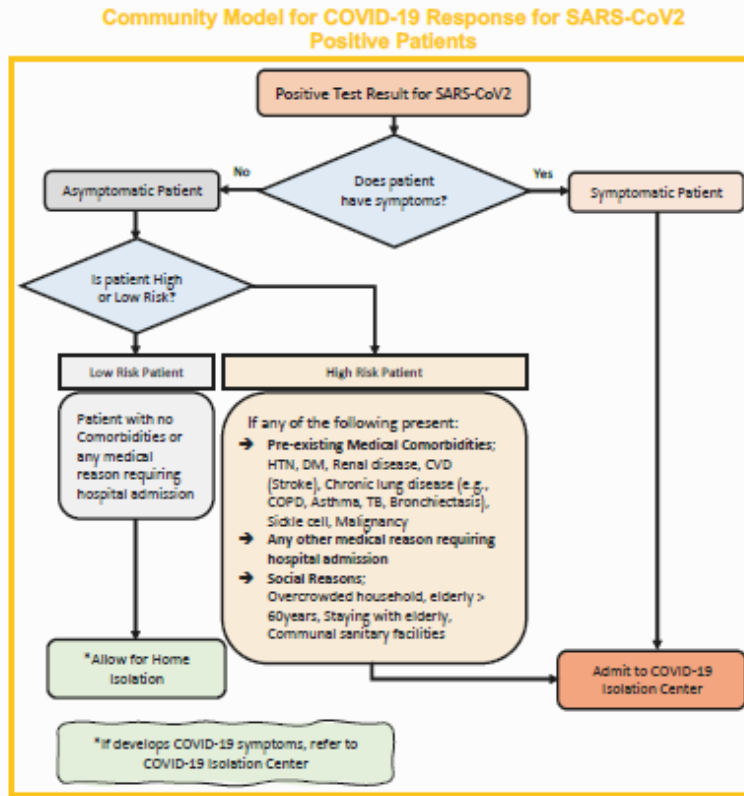 Community Model for COVID-19 Response for SARS-CoV2
Positive Patients
Positive Test Result for SARS-CoV2
Does patient
have symptoms?
No
Yes
Asymptomatic Patient
Symptomatic Patient
Is patient High
or Low Risk?
Low Risk Patient
High Risk Patient
Patient with no
Comorbidities or
any medical
reason requiring
hospital admission
If any of the following present:
➔ Pre-existing Medical Comorbidities;
HTN, DM, Renal disease, CVD
(Stroke), Chronic lung disease (e.g.,
COPD, Asthma, TB, Bronchiectasis),
Sickle cell, Malignancy
➔ Any other medical reason requiring
hospital admission
➔ Social Reasons;
Overcrowded household, elderly >
60years, Staying with elderly,
Communal sanitary facilities
*Allow for Home
Isolation
Admit to COVID-19
Isolation Center
*If develops COVID-19 symptoms, refer to
COVID-19 Isolation Center